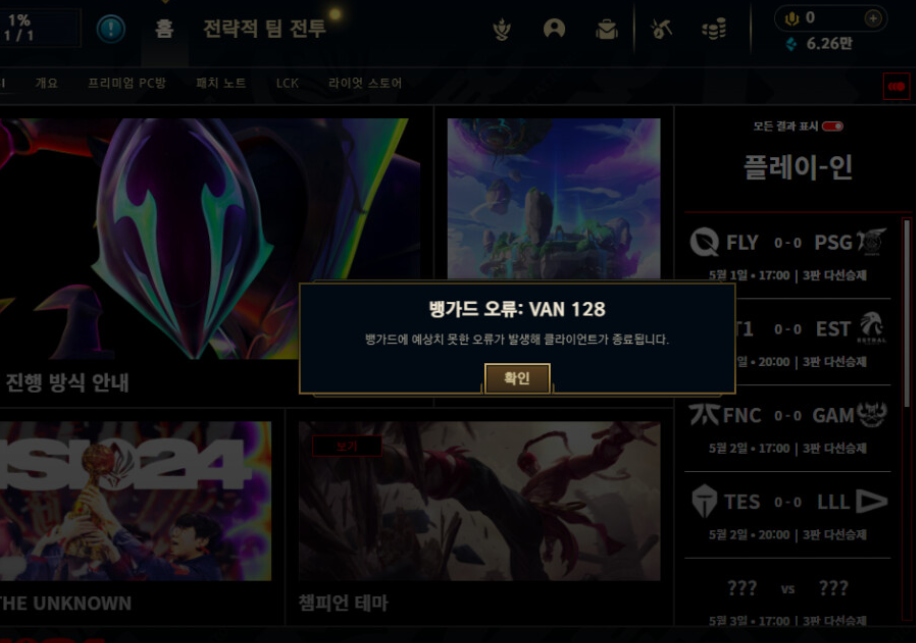 1%
1 / 1
홈
전략적 팀 전투
0
6.26만
개요
프리미엄 PC방
패치 노트
LCK
라이엇 스토어
모든 결과 표시
플레이-인
FLY 0-0 PSG
5월 1일 • 17:00 | 3판 다선승제
T1 0-0 EST
일 • 20:00 | 3판 다선승제
FNC 0-0 GAM
5월 2일 • 17:00 | 3판 다선승제
TES 0-0 LLL
5월 2일 • 20:00 | 3판 다선승제
??? vs ???
5월 3일 • 17:00 | 3판 다선승제
뱅가드 오류: VAN 128
뱅가드에 예상치 못한 오류가 발생해 클라이언트가 종료됩니다.
확인
진행 방식 안내
SI 024
THE UNKNOWN
보기
챔피언 테마